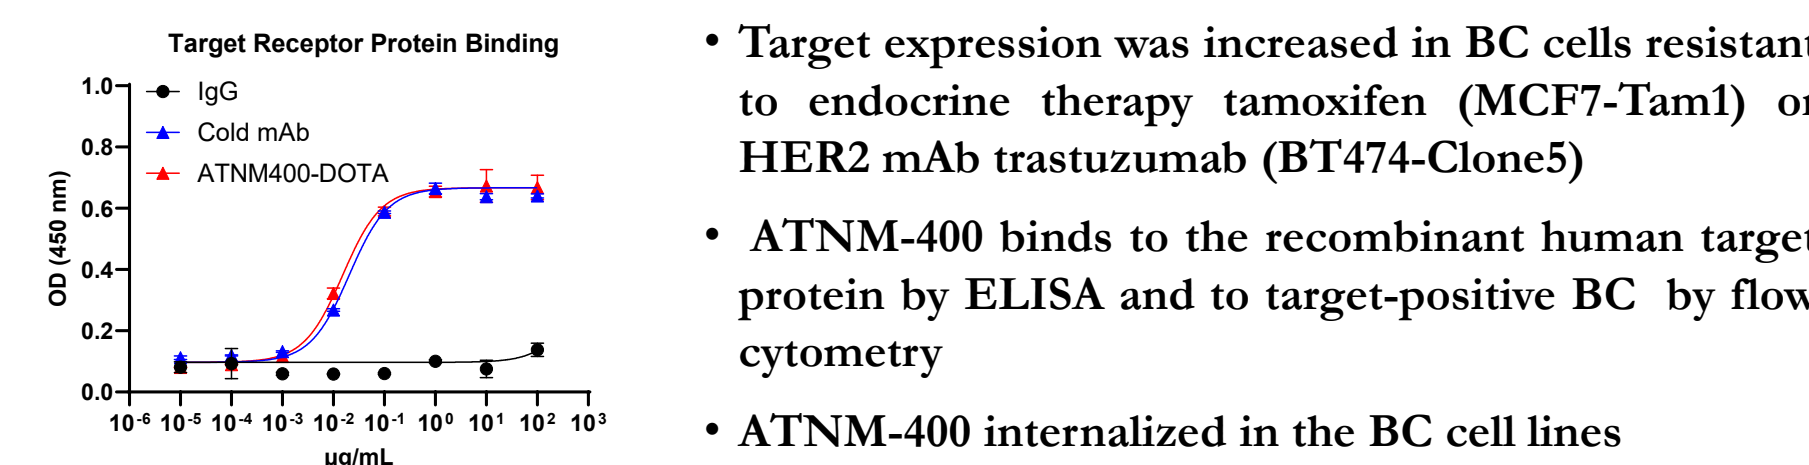 Target Receptor Protein Binding
1.0
0.8
0.6
0.4
0.2
0.0
OD (450 nm)
IgG
Cold mAb
ATNM400-DOTA
10-6 10-5 10-4 10-3 10-2 10-1 100 101 102 103
µg/mL
• Target expression was increased in BC cells resistant
to endocrine therapy tamoxifen (MCF7-Tam1) or
HER2 mAb trastuzumab (BT474-Clone5)
• ATNM-400 binds to the recombinant human target
protein by ELISA and to target-positive BC by flow
cytometry
• ATNM-400 internalized in the BC cell lines